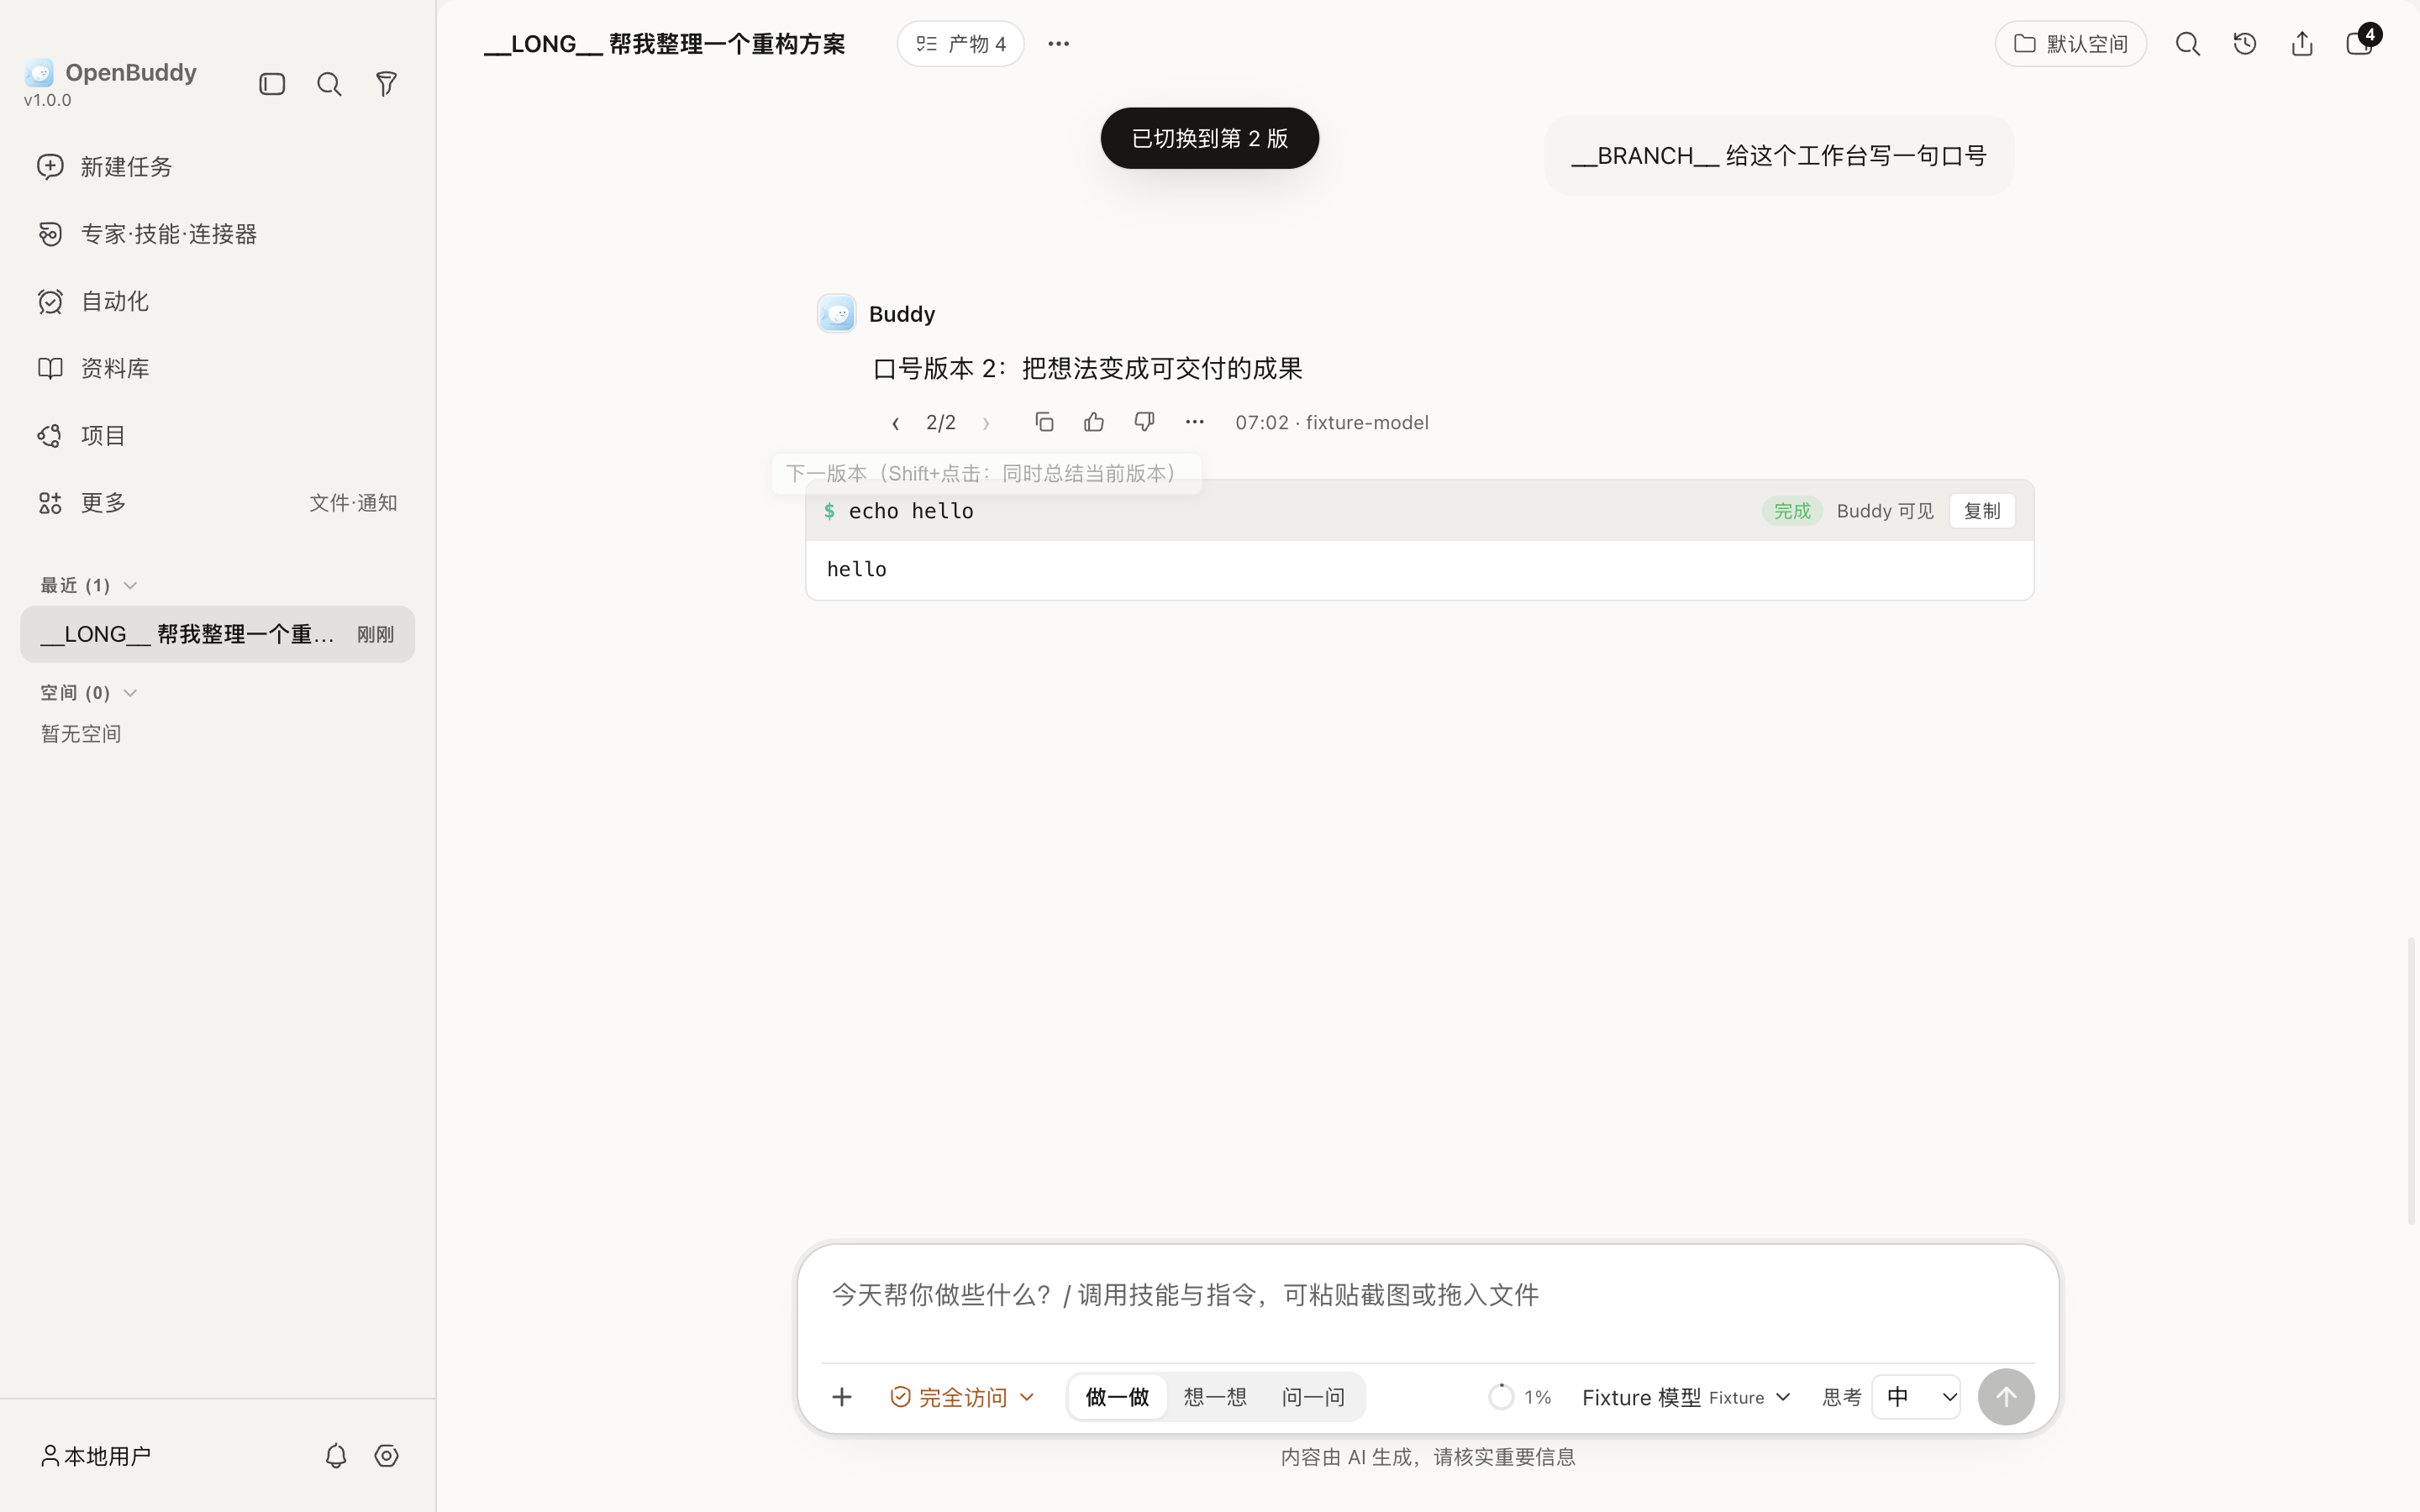 OpenBuddy
v1.0.0
新建任务
专家·技能·连接器
自动化
资料库
项目
更多 文件·通知
最近 (1)
__LONG__ 帮我整理一个重… 刚刚
空间 (0)
暂无空间
本地用户
__LONG__ 帮我整理一个重构方案 产物 4 默认空间 4
已切换到第 2 版
__BRANCH__ 给这个工作台写一句口号
Buddy
口号版本 2：把想法变成可交付的成果
2/2 07:02 · fixture-model
下一版本（Shift+点击：同时总结当前版本）
$ echo hello 完成 Buddy 可见 复制
hello
今天帮你做些什么？/ 调用技能与指令，可粘贴截图或拖入文件
完全访问 做一做 想一想 问一问 1% Fixture 模型 Fixture 思考 中
内容由 AI 生成，请核实重要信息